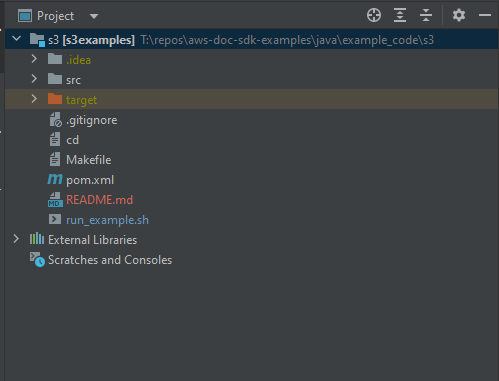 Project
s3 [s3examples] T:\repos\aws-doc-sdk-examples\java\example_code\s3
.idea
src
target
.gitignore
cd
Makefile
m pom.xml
MD README.md
run_example.sh
External Libraries
Scratches and Consoles